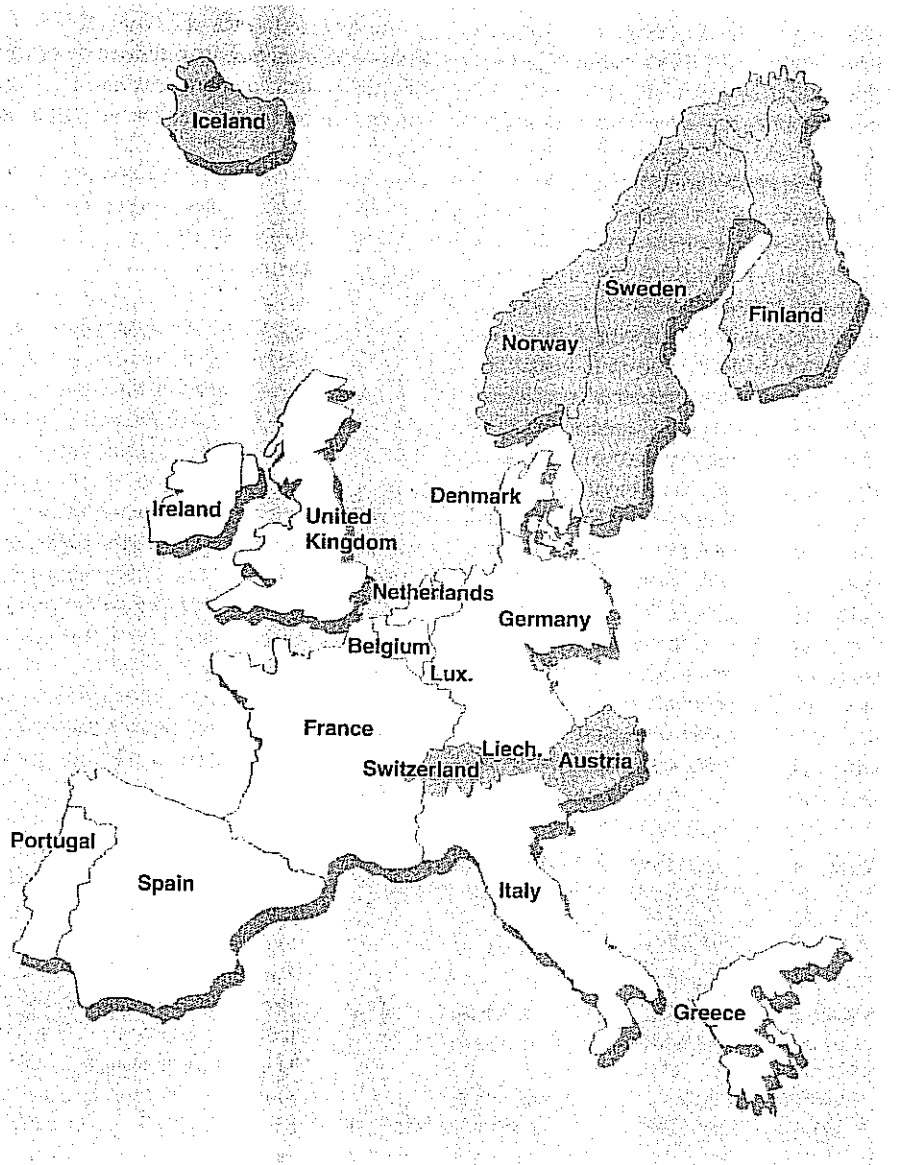 Iceland
Sweden
Finland
Norway
Denmark
Ireland
United
Kingdom
Netherlands
Germany
Belgium
Lux.
France
Liech.
Switzerland
Austria
Portugal
Spain
Italy
Greece